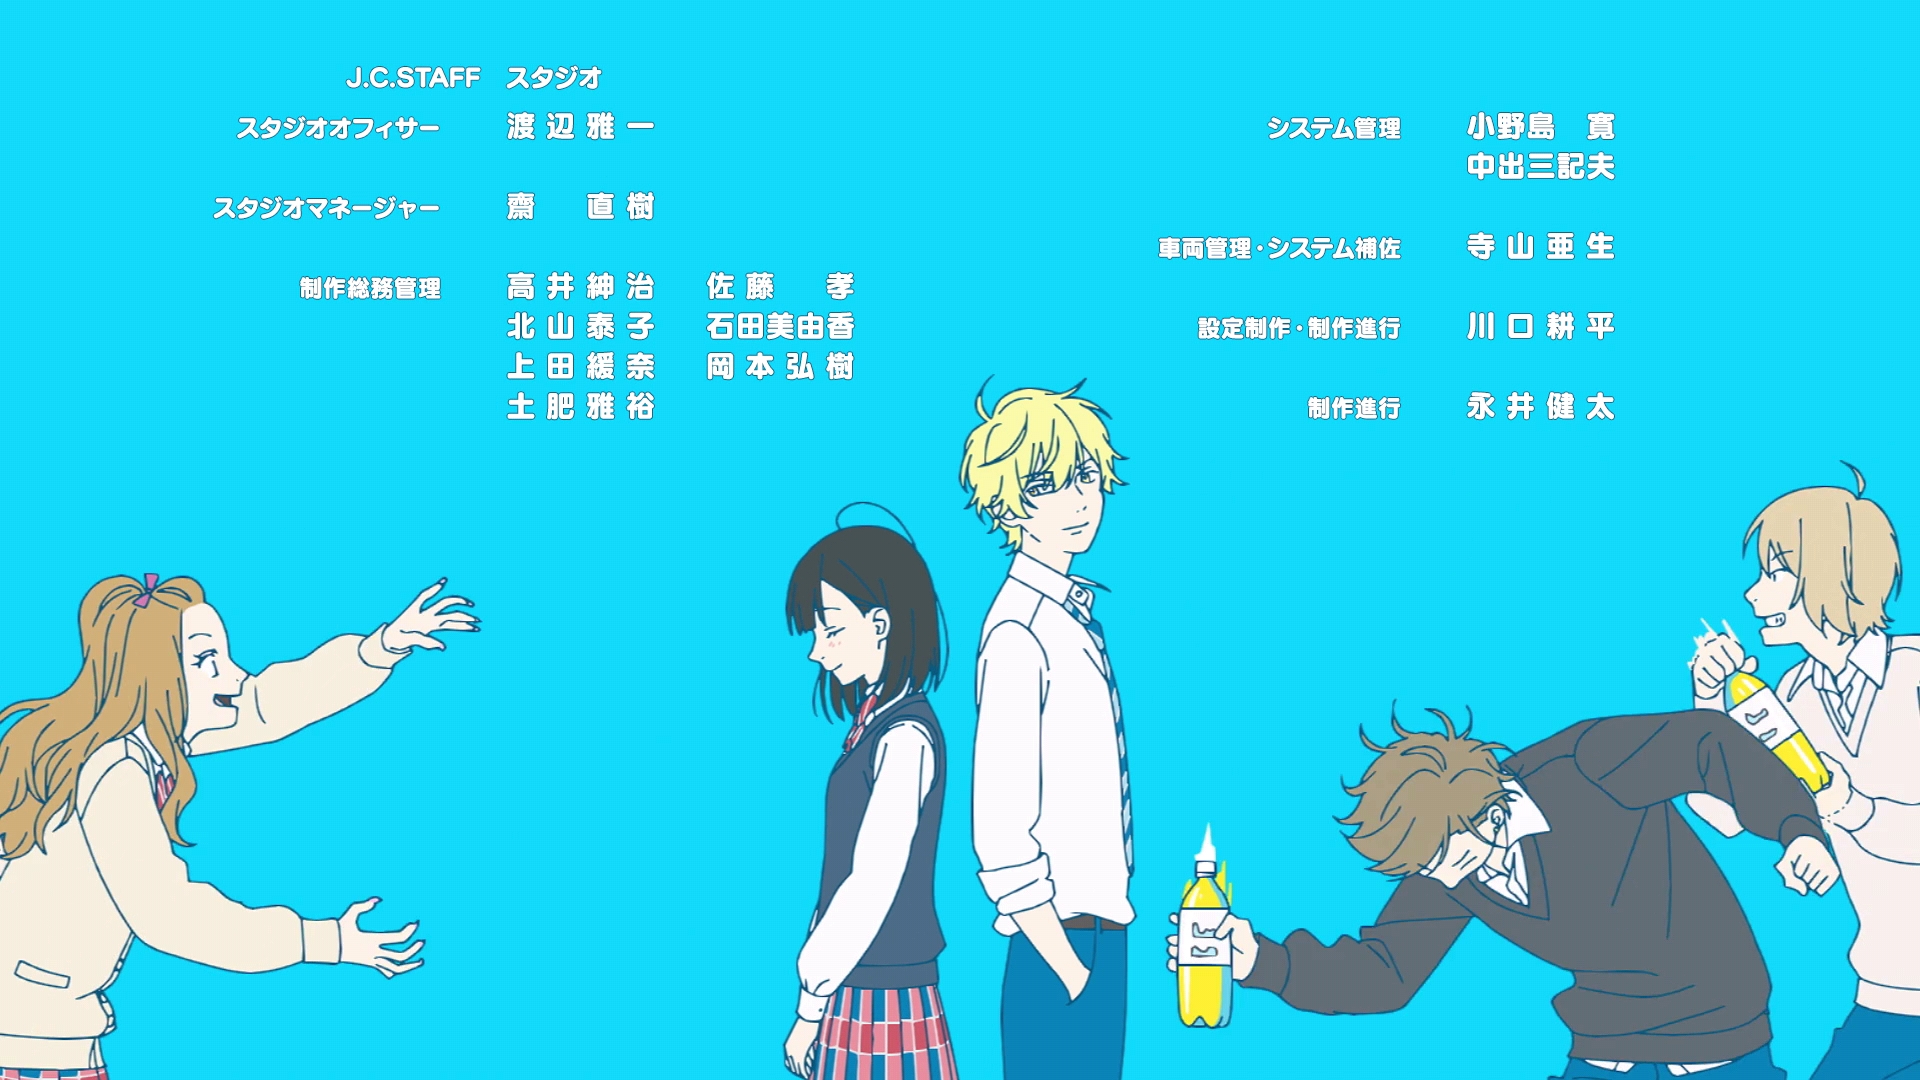 J.C.STAFF　スタジオ
スタジオオフィサー　渡辺雅一
スタジオマネージャー　齋　直樹
制作総務管理　高井紳治　佐藤　孝
北山泰子　石田美由香
上田緩奈　岡本弘樹
土肥雅裕
システム管理　小野島　寛
中出三記夫
車両管理・システム補佐　寺山亜生
設定制作・制作進行　川口耕平
制作進行　永井健太